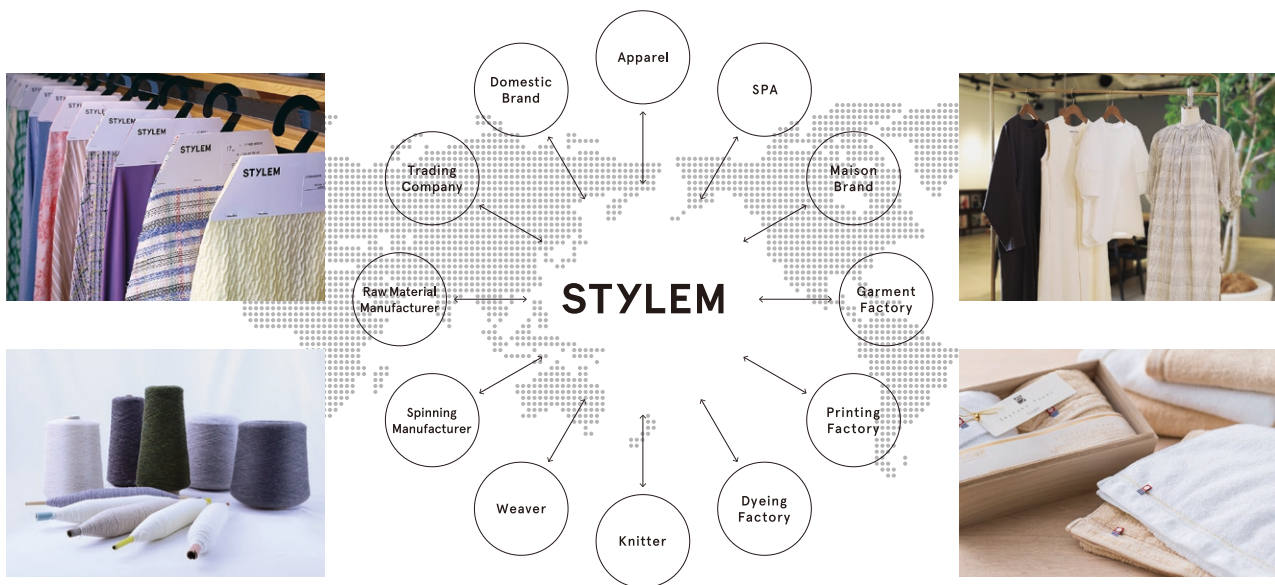 Apparel
Domestic
Brand
SPA
Trading
Company
Maison
Brand
Raw Material
Manufacturer
STYLEM
Garment
Factory
Spinning
Manufacturer
Printing
Factory
Weaver
Dyeing
Factory
Knitter
STYLEM
STYLEM
STYLEM
STYLEM